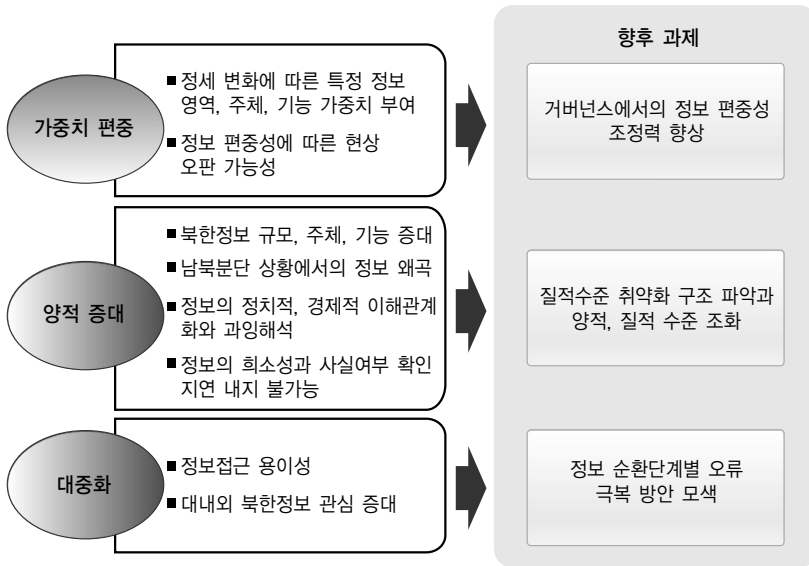 향후 과제
가중치 편중
■ 정세 변화에 따른 특정 정보
영역, 주체, 기능 가중치 부여
■ 정보 편중성에 따른 현상
오판 가능성
거버넌스에서의 정보 편중성
조정력 향상
양적 증대
■ 북한정보 규모, 주체, 기능 증대
■ 남북분단 상황에서의 정보 왜곡
■ 정보의 정치적, 경제적 이해관계
화와 과잉해석
■ 정보의 희소성과 사실여부 확인
지연 내지 불가능
질적수준 취약화 구조 파악과
양적, 질적 수준 조화
대중화
■ 정보접근 용이성
■ 대내외 북한정보 관심 증대
정보 순환단계별 오류
극복 방안 모색